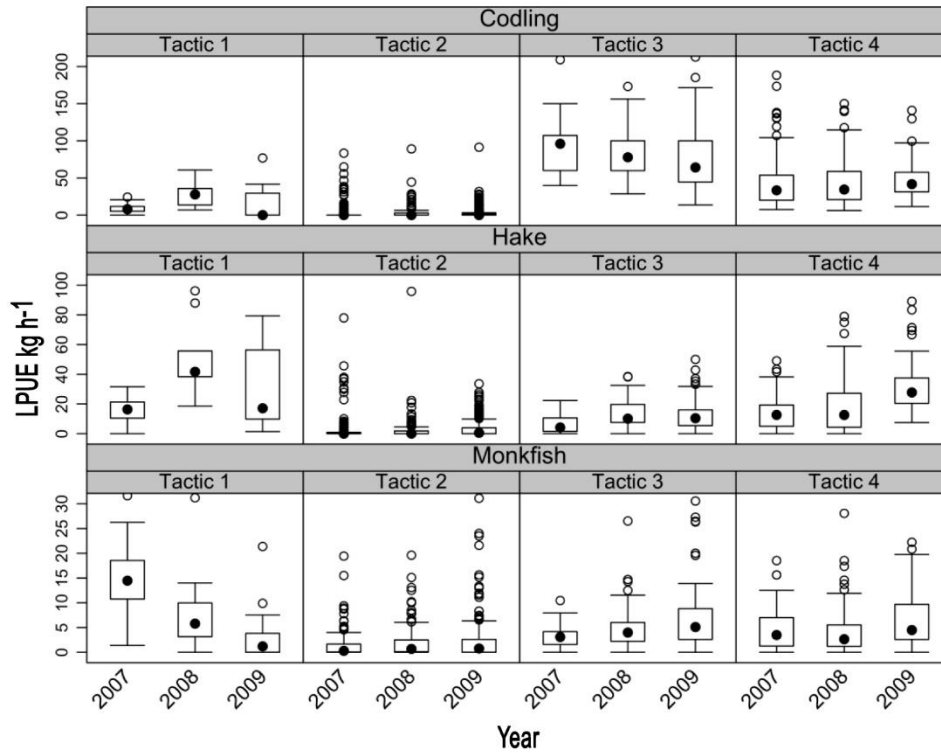 Codling
Tactic 1 Tactic 2 Tactic 3 Tactic 4
200
150
100
50
0
Hake
Tactic 1 Tactic 2 Tactic 3 Tactic 4
100
80
60
40
20
0
LPUE kg h-1
Monkfish
Tactic 1 Tactic 2 Tactic 3 Tactic 4
30
25
20
15
10
5
0
2007 2008 2009 2007 2008 2009 2007 2008 2009 2007 2008 2009
Year